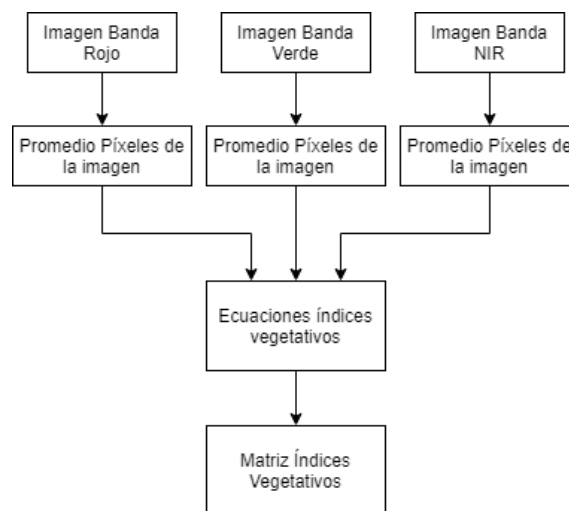 Imagen Banda
Rojo
Imagen Banda
Verde
Imagen Banda
NIR
Promedio Píxeles de
la imagen
Promedio Píxeles de
la imagen
Promedio Píxeles de
la imagen
Ecuaciones índices
vegetativos
Matriz Índices
Vegetativos